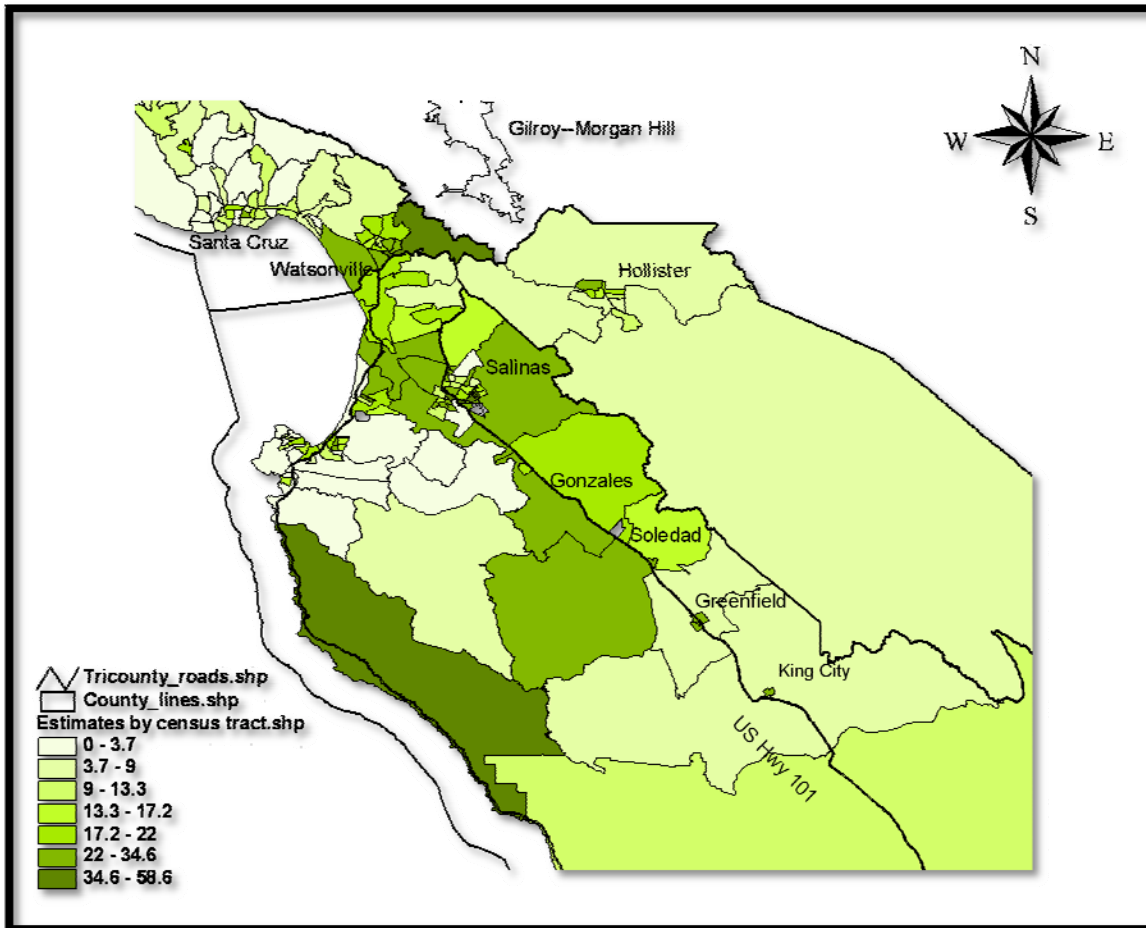 N
Gilroy--Morgan Hill
W
E
S
Santa Cruz
Watsonville
Hollister
Salinas
Gonzales
Soledad
Greenfield
King City
US Hwy 101
Tricounty_roads.shp
County_lines.shp
Estimates by census tract.shp
0 - 3.7
3.7 - 9
9 - 13.3
13.3 - 17.2
17.2 - 22
22 - 34.6
34.6 - 58.6